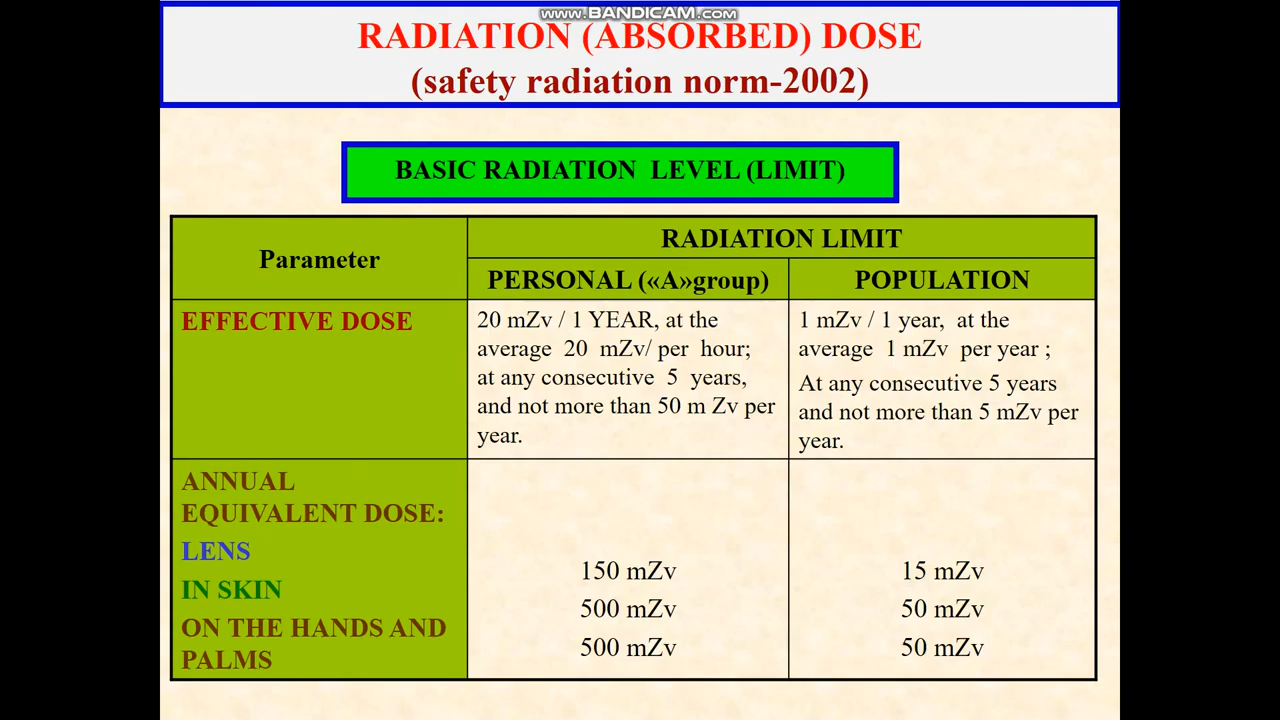 www.BANDICAM.com
RADIATION (ABSORBED) DOSE
(safety radiation norm-2002)
BASIC RADIATION LEVEL (LIMIT)
Parameter
RADIATION LIMIT
PERSONAL («A»group)
POPULATION
EFFECTIVE DOSE
20 mZv / 1 YEAR, at the
average 20 mZv/ per hour;
at any consecutive 5 years,
and not more than 50 m Zv per
year.
1 mZv / 1 year, at the
average 1 mZv per year ;
At any consecutive 5 years
and not more than 5 mZv per
year.
ANNUAL
EQUIVALENT DOSE:
LENS
IN SKIN
ON THE HANDS AND
PALMS
150 mZv
500 mZv
500 mZv
15 mZv
50 mZv
50 mZv